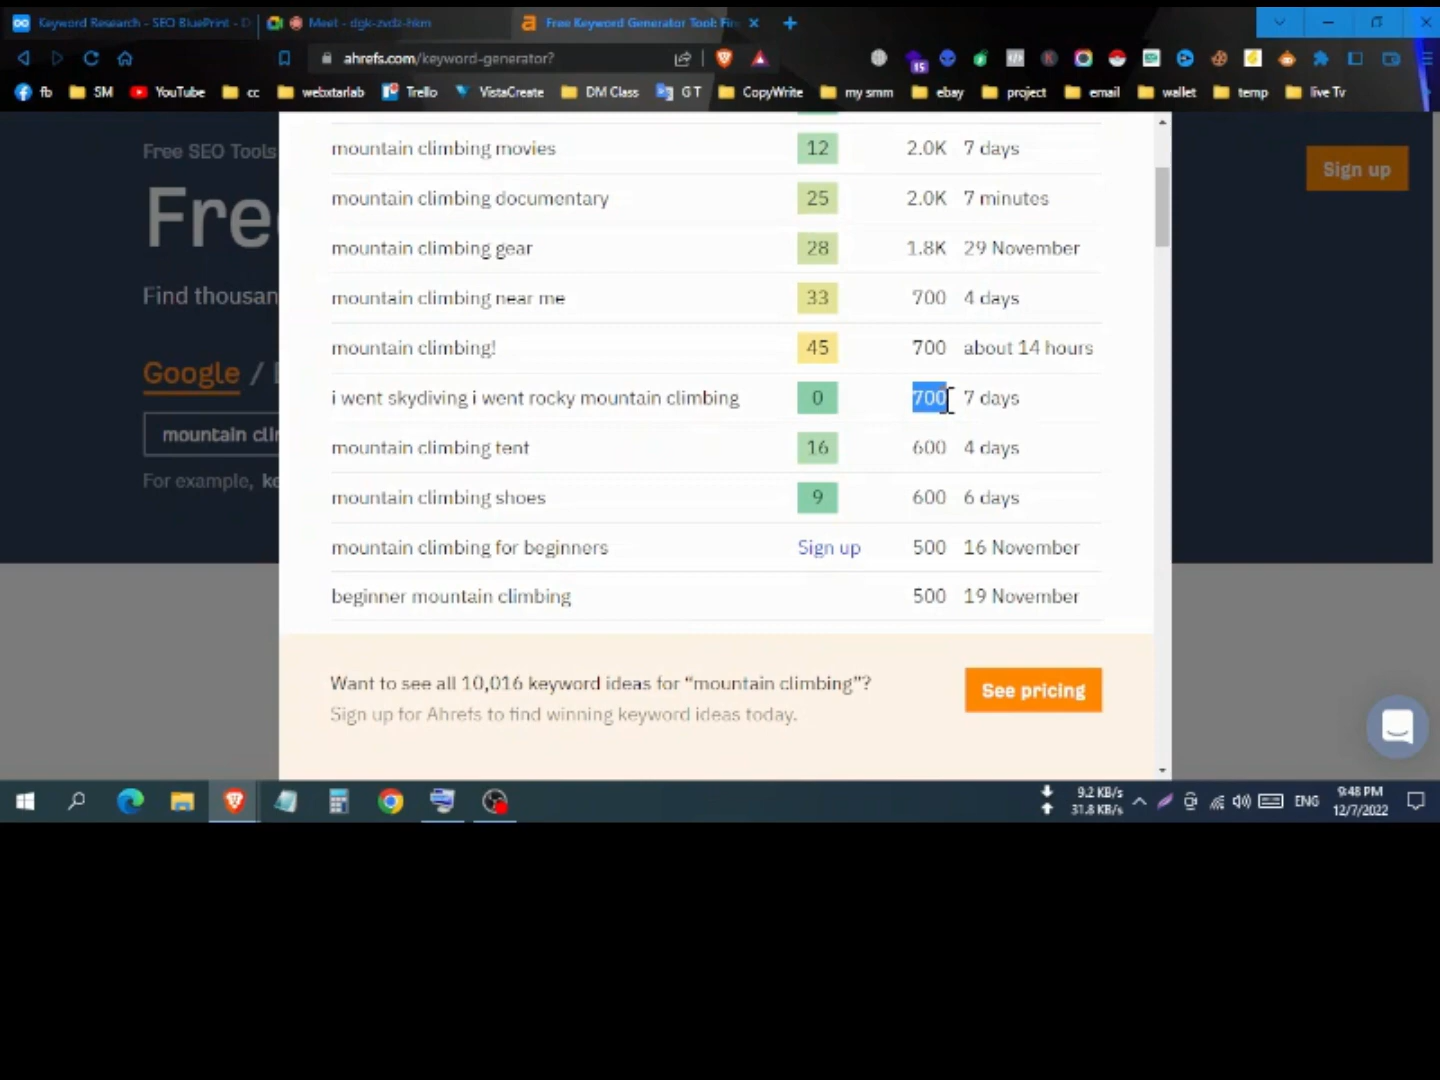 Keyword Research - SEO BluePrint - D
Meet - dgk-zvdz-hkm
Free Keyword Generator Tool: Fin
ahrefs.com/keyword-generator?
15
fb
SM
YouTube
cc
webxtarlab
Trello
VistaCreate
DM Class
G T
CopyWrite
my smm
ebay
project
email
wallet
temp
live Tv
Free SEO Tools
Sign up
Fre
Find thousan
Google /
mountain clin
For example, ke
mountain climbing movies 12 2.0K 7 days
mountain climbing documentary 25 2.0K 7 minutes
mountain climbing gear 28 1.8K 29 November
mountain climbing near me 33 700 4 days
mountain climbing! 45 700 about 14 hours
i went skydiving i went rocky mountain climbing 0 700 7 days
mountain climbing tent 16 600 4 days
mountain climbing shoes 9 600 6 days
mountain climbing for beginners Sign up 500 16 November
beginner mountain climbing 500 19 November
Want to see all 10,016 keyword ideas for “mountain climbing”?
Sign up for Ahrefs to find winning keyword ideas today.
See pricing
9.2 KB/s
31.8 KB/s
ENG
9:48 PM
12/7/2022